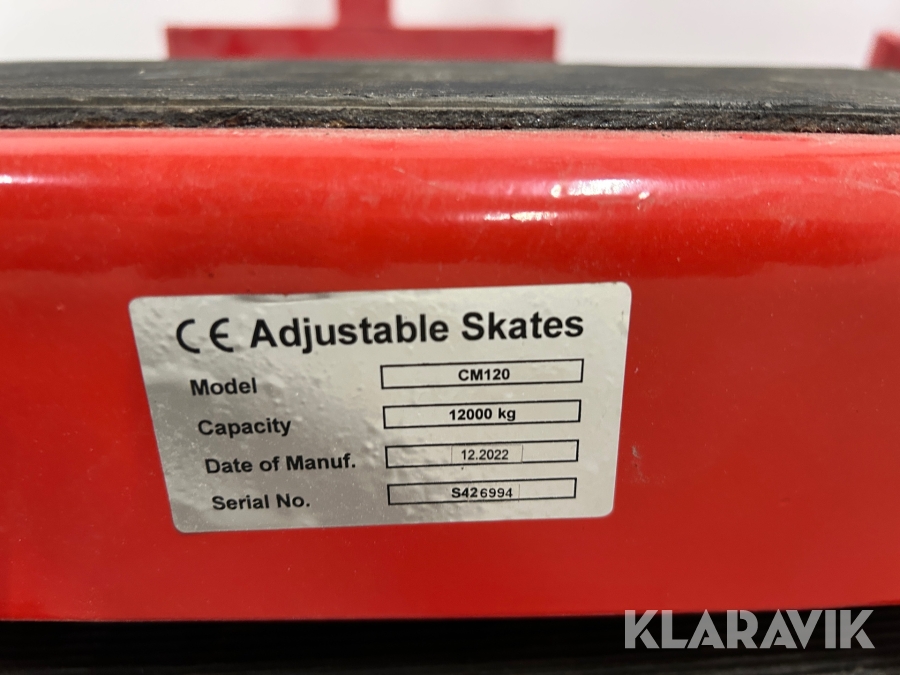 CE Adjustable Skates
Model CM120
Capacity 12000 kg
Date of Manuf. 12.2022
Serial No. S426994
KLARAVIK